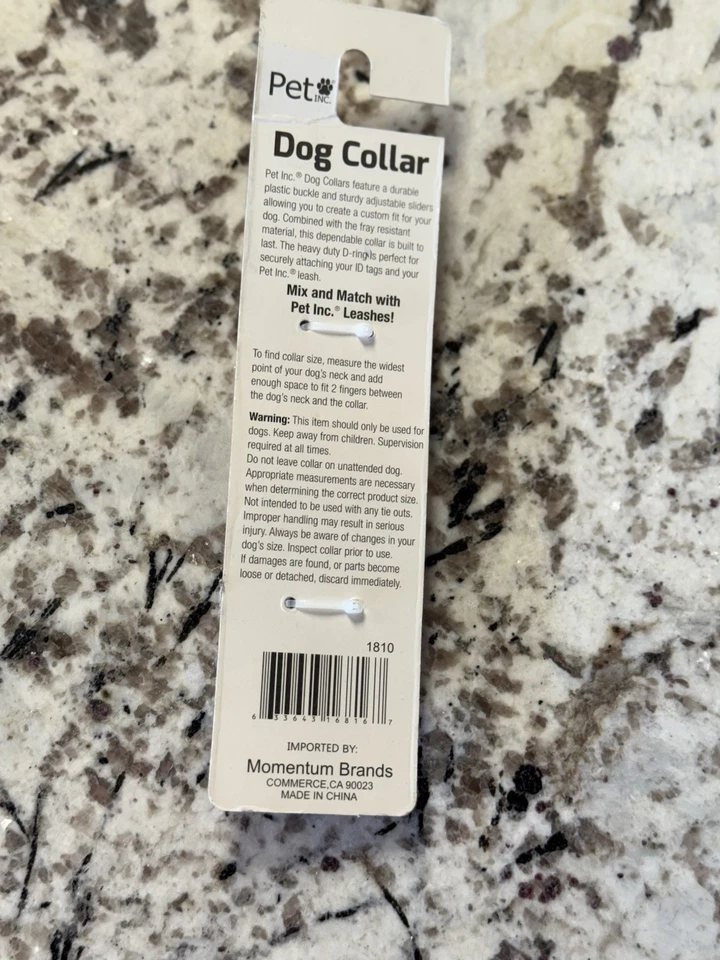 Pet
INC.
Dog Collar
Pet Inc.® Dog Collars feature a durable
plastic buckle and sturdy adjustable sliders
allowing you to create a custom fit for your
dog. Combined with the fray resistant
material, this dependable collar is built to
last. The heavy duty D-ring is perfect for
securely attaching your ID tags and your
Pet Inc.® leash.
Mix and Match with
Pet Inc.® Leashes!
To find collar size, measure the widest
point of your dog's neck and add
enough space to fit 2 fingers between
the dog's neck and the collar.
Warning: This item should only be used for
dogs. Keep away from children. Supervision
required at all times.
Do not leave collar on unattended dog.
Appropriate measurements are necessary
when determining the correct product size.
Not intended to be used with any tie outs.
Improper handling may result in serious
injury. Always be aware of changes in your
dog's size. Inspect collar prior to use.
If damages are found, or parts become
loose or detached, discard immediately.
1810
6 33643 16816 7
IMPORTED BY:
Momentum Brands
COMMERCE,CA 90023
MADE IN CHINA